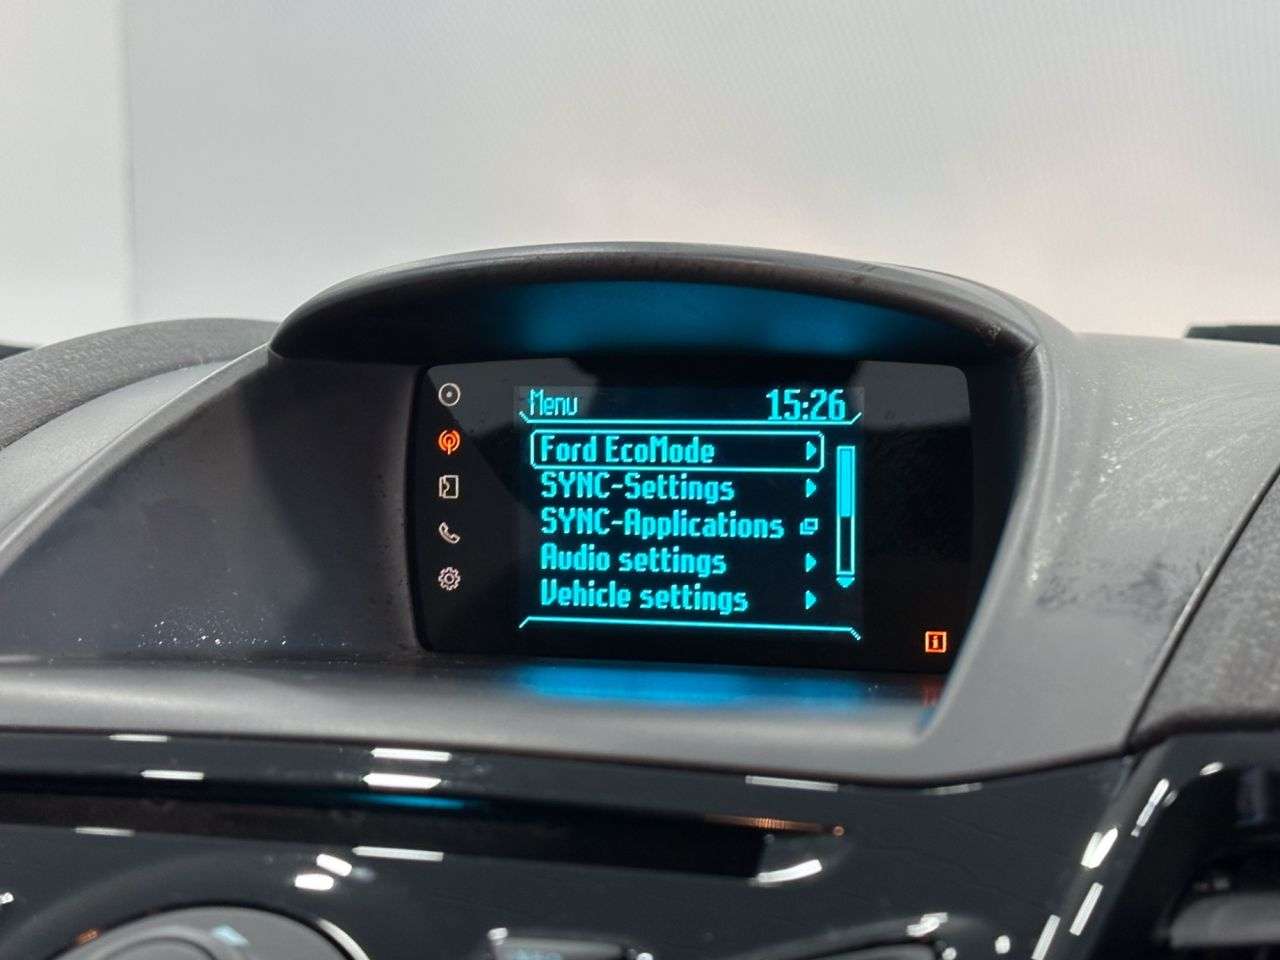 Menu 15:26
Ford EcoMode
SYNC-Settings
SYNC-Applications
Audio settings
Vehicle settings
i